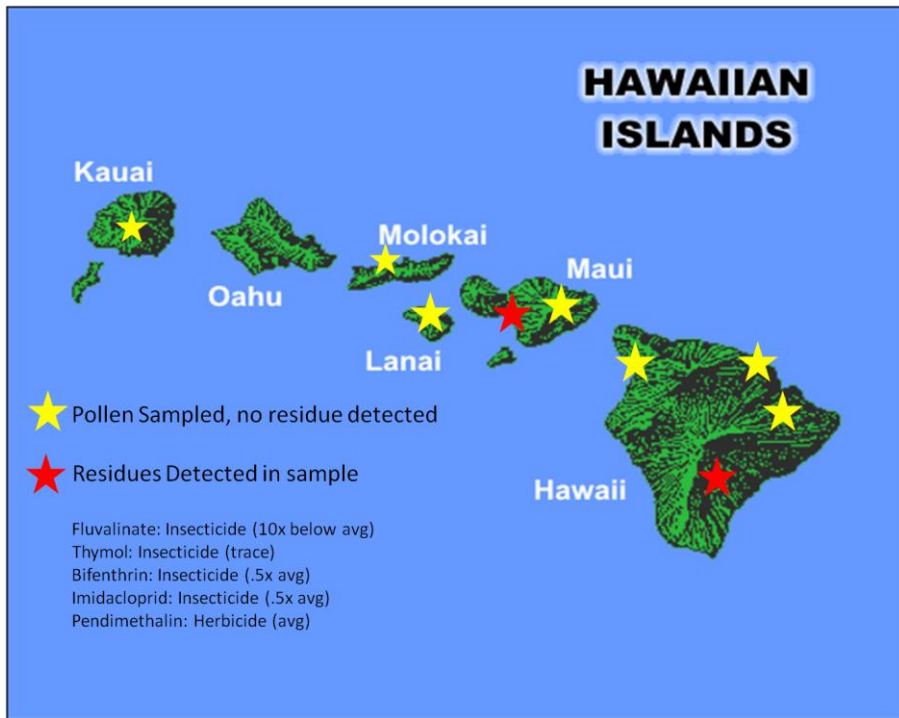 HAWAIIAN
ISLANDS
Kauai
Oahu
Molokai
Maui
Lanai
Hawaii
Pollen Sampled, no residue detected
Residues Detected in sample
Fluvalinate: Insecticide (10x below avg)
Thymol: Insecticide (trace)
Bifenthrin: Insecticide (.5x avg)
Imidacloprid: Insecticide (.5x avg)
Pendimethalin: Herbicide (avg)